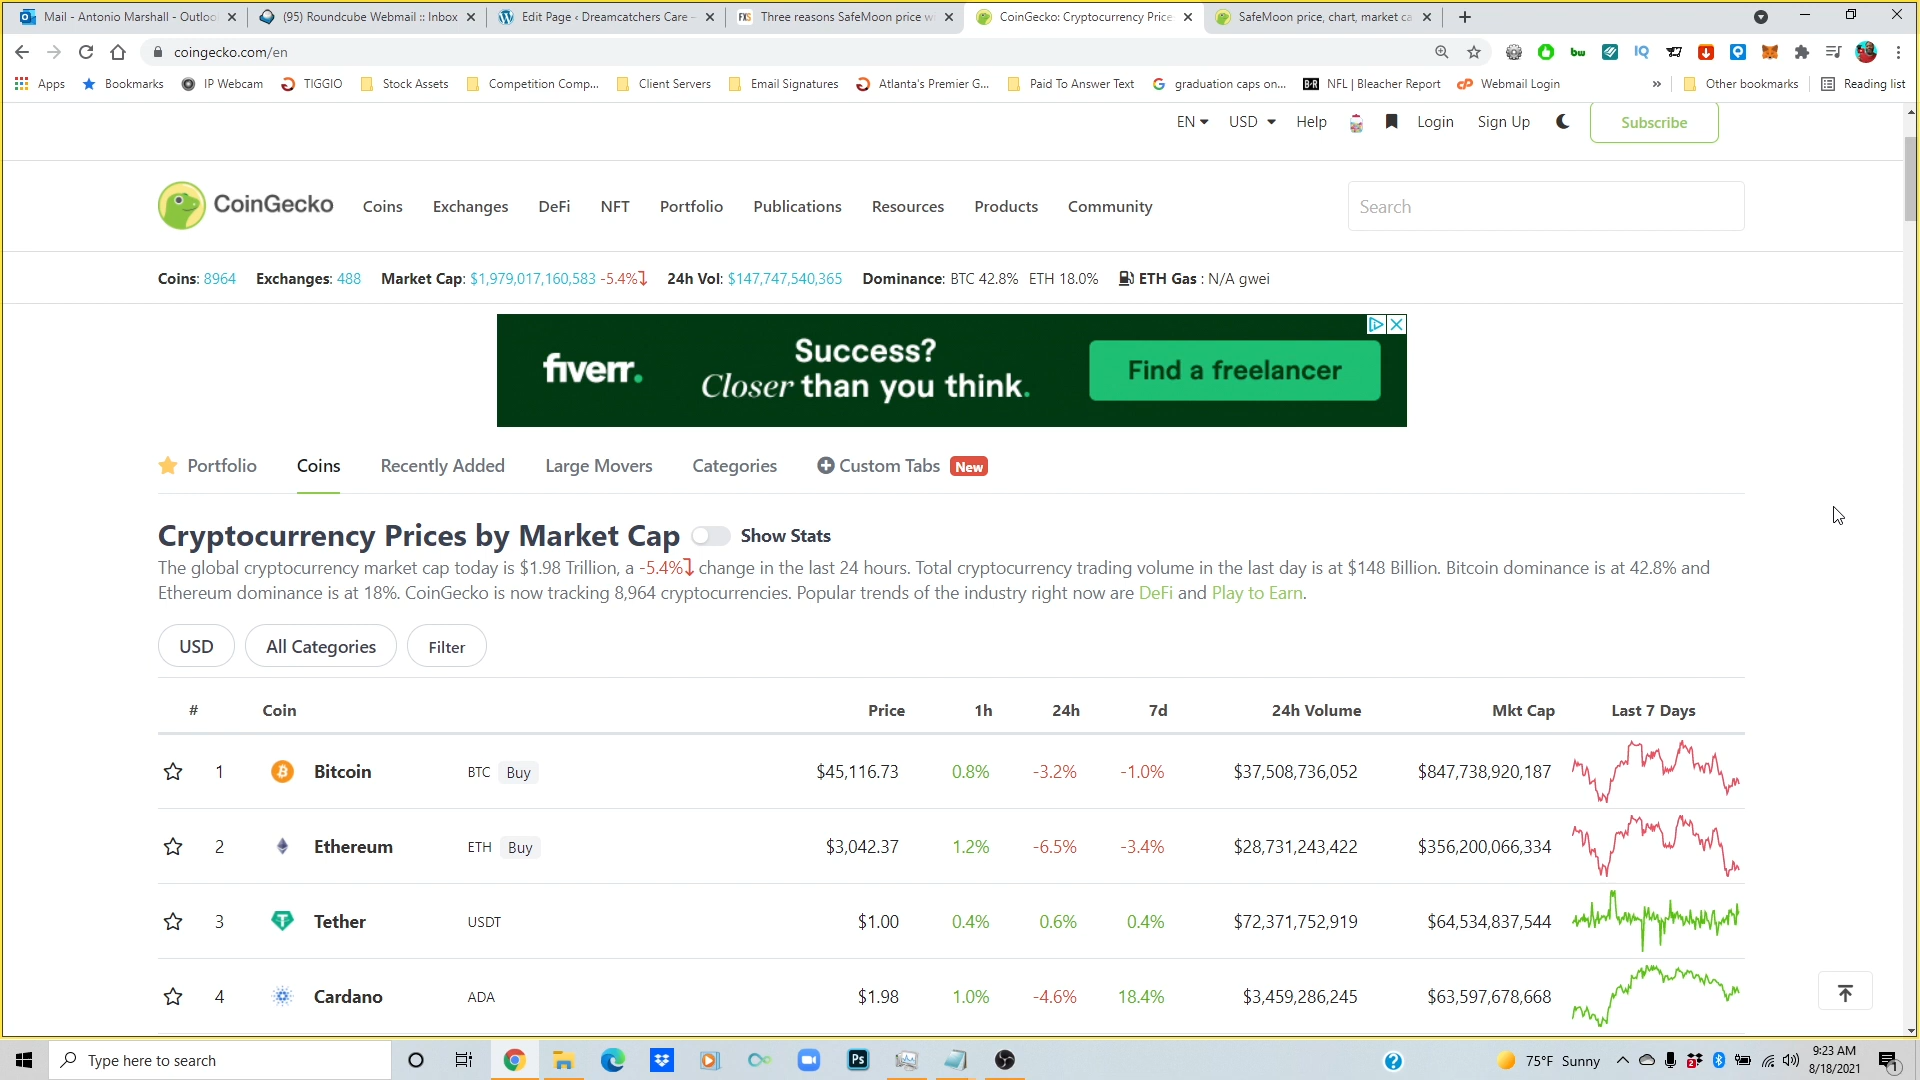 Mail - Antonio Marshall - Outloo
(95) Roundcube Webmail :: Inbox
Edit Page ‹ Dreamcatchers Care -
FXS Three reasons SafeMoon price w
CoinGecko: Cryptocurrency Price
SafeMoon price, chart, market ca
coingecko.com/en
Apps
Bookmarks
IP Webcam
TIGGIO
Stock Assets
Competition Comp...
Client Servers
Email Signatures
Atlanta's Premier G...
Paid To Answer Text
graduation caps on...
B/R NFL | Bleacher Report
cP Webmail Login
»
Other bookmarks
Reading list
EN
USD
Help
Login
Sign Up
Subscribe
CoinGecko
Coins
Exchanges
DeFi
NFT
Portfolio
Publications
Resources
Products
Community
Search
Coins: 8964 Exchanges: 488 Market Cap: $1,979,017,160,583 -5.4% 24h Vol: $147,747,540,365 Dominance: BTC 42.8% ETH 18.0% ETH Gas : N/A gwei
fiverr.
Success?
Closer than you think.
Find a freelancer
Portfolio
Coins
Recently Added
Large Movers
Categories
Custom Tabs New
Cryptocurrency Prices by Market Cap Show Stats
The global cryptocurrency market cap today is $1.98 Trillion, a -5.4% change in the last 24 hours. Total cryptocurrency trading volume in the last day is at $148 Billion. Bitcoin dominance is at 42.8% and
Ethereum dominance is at 18%. CoinGecko is now tracking 8,964 cryptocurrencies. Popular trends of the industry right now are DeFi and Play to Earn.
USD
All Categories
Filter
# Coin Price 1h 24h 7d 24h Volume Mkt Cap Last 7 Days
1 Bitcoin BTC Buy $45,116.73 0.8% -3.2% -1.0% $37,508,736,052 $847,738,920,187
2 Ethereum ETH Buy $3,042.37 1.2% -6.5% -3.4% $28,731,243,422 $356,200,066,334
3 Tether USDT $1.00 0.4% 0.6% 0.4% $72,371,752,919 $64,534,837,544
4 Cardano ADA $1.98 1.0% -4.6% 18.4% $3,459,286,245 $63,597,678,668
Type here to search
Ps
75°F Sunny
9:23 AM
8/18/2021